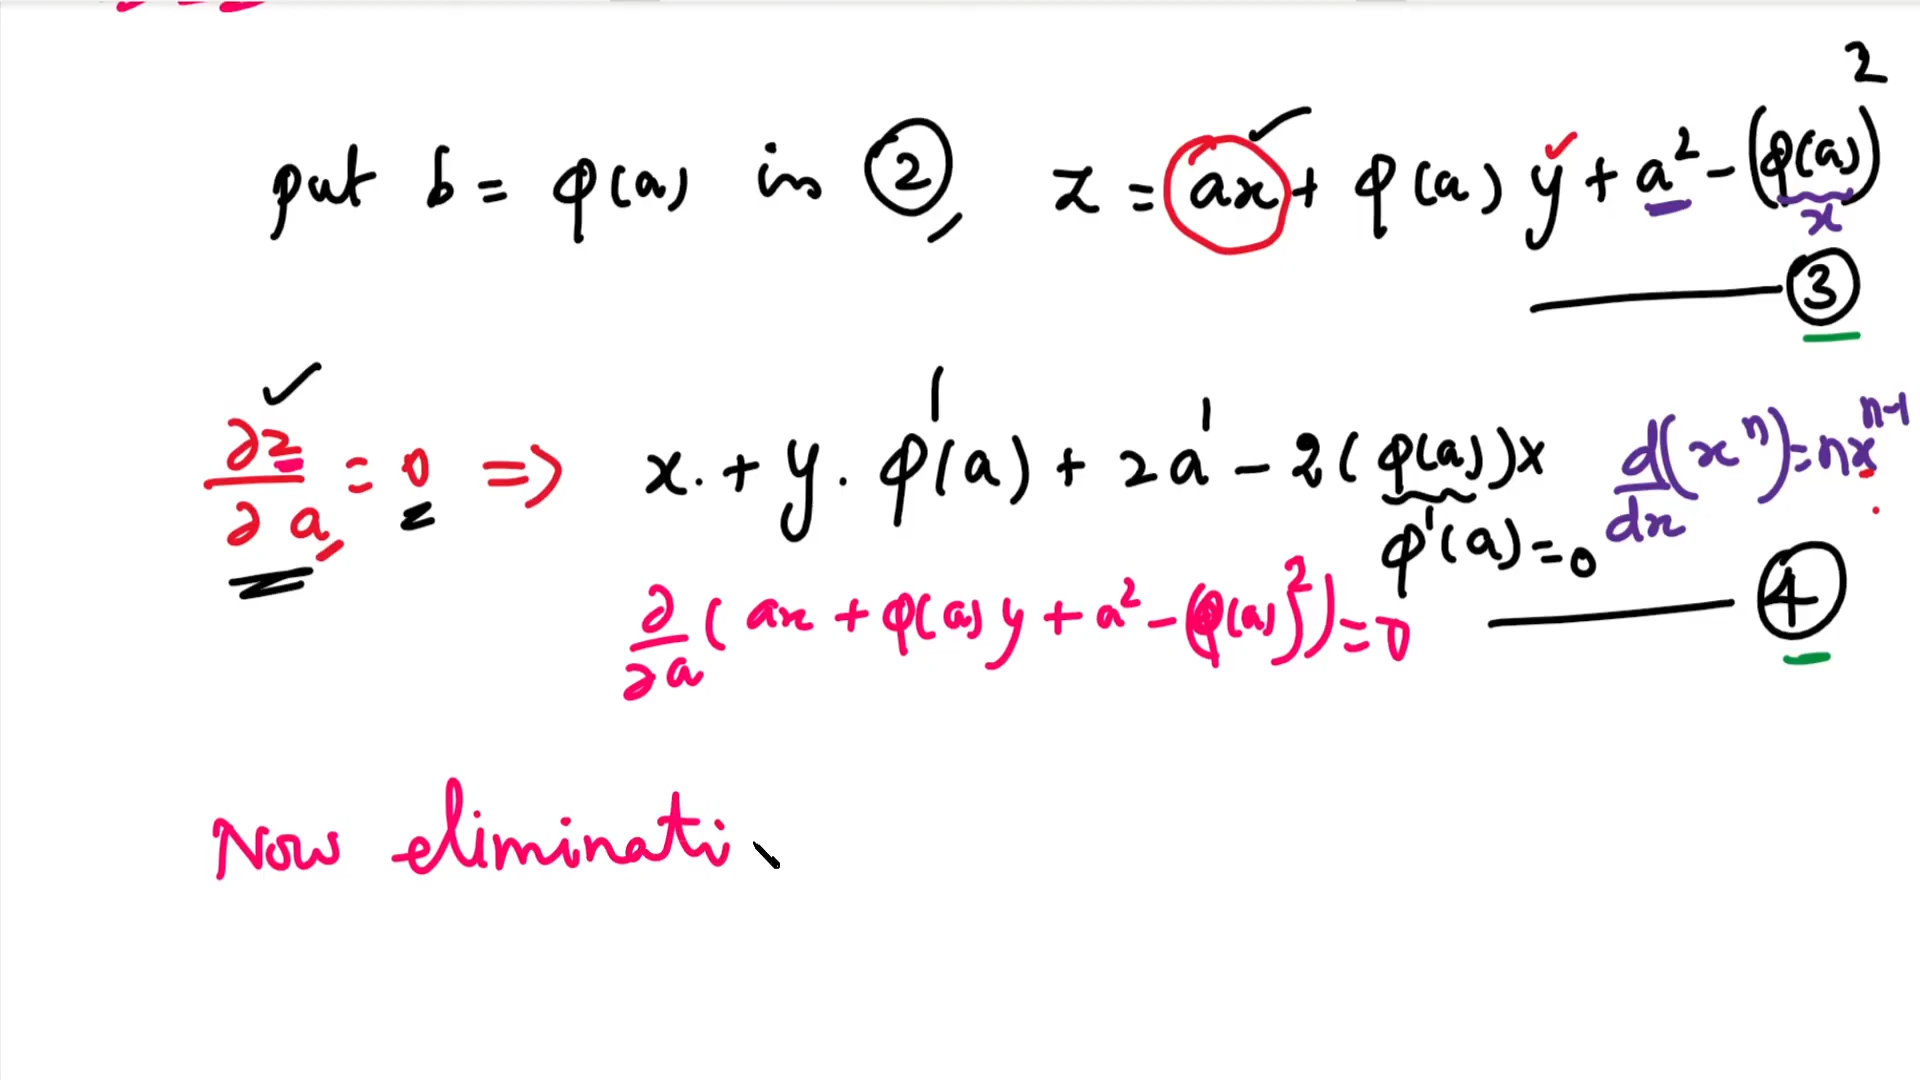 put b = φ(a) in ②, z = ax + φ(a) y + a² - (φ(a))²
x
③
∂z/∂a = 0 => x. + y. φ'(a) + 2a' - 2(φ(a))x d/dx(xⁿ) = nxⁿ⁻¹
φ'(a) = 0
④
∂/∂a (ax + φ(a) y + a² - (φ(a))²) = 0
Now eliminati